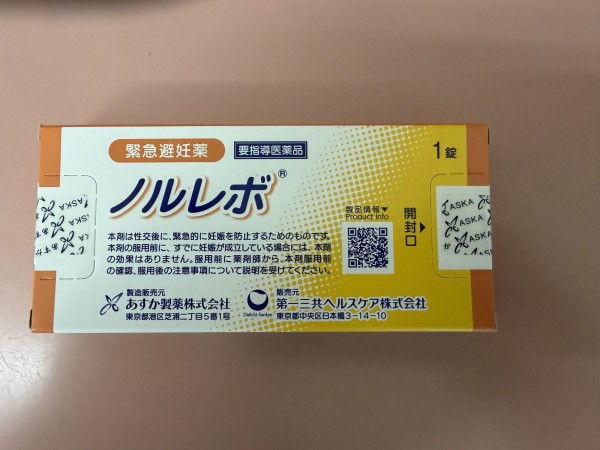 緊急避妊薬
要指導医薬品
1錠
ノルレボ®
製品情報▼
Product info
開封口
本剤は性交後に、緊急的に妊娠を防止するためのものです。
本剤の服用前に、すでに妊娠が成立している場合には、本剤
の効果はありません。服用前に薬剤師から、本剤服用前
の確認、服用後の注意事項について説明を受けてください。
製造販売元
あすか製薬株式会社
東京都港区芝浦二丁目5番1号
Daiichi-Sankyo
販売元
第一三共ヘルスケア株式会社
東京都中央区日本橋3-14-10
ASKA
ASKA
ASKA
ASKA
あすか